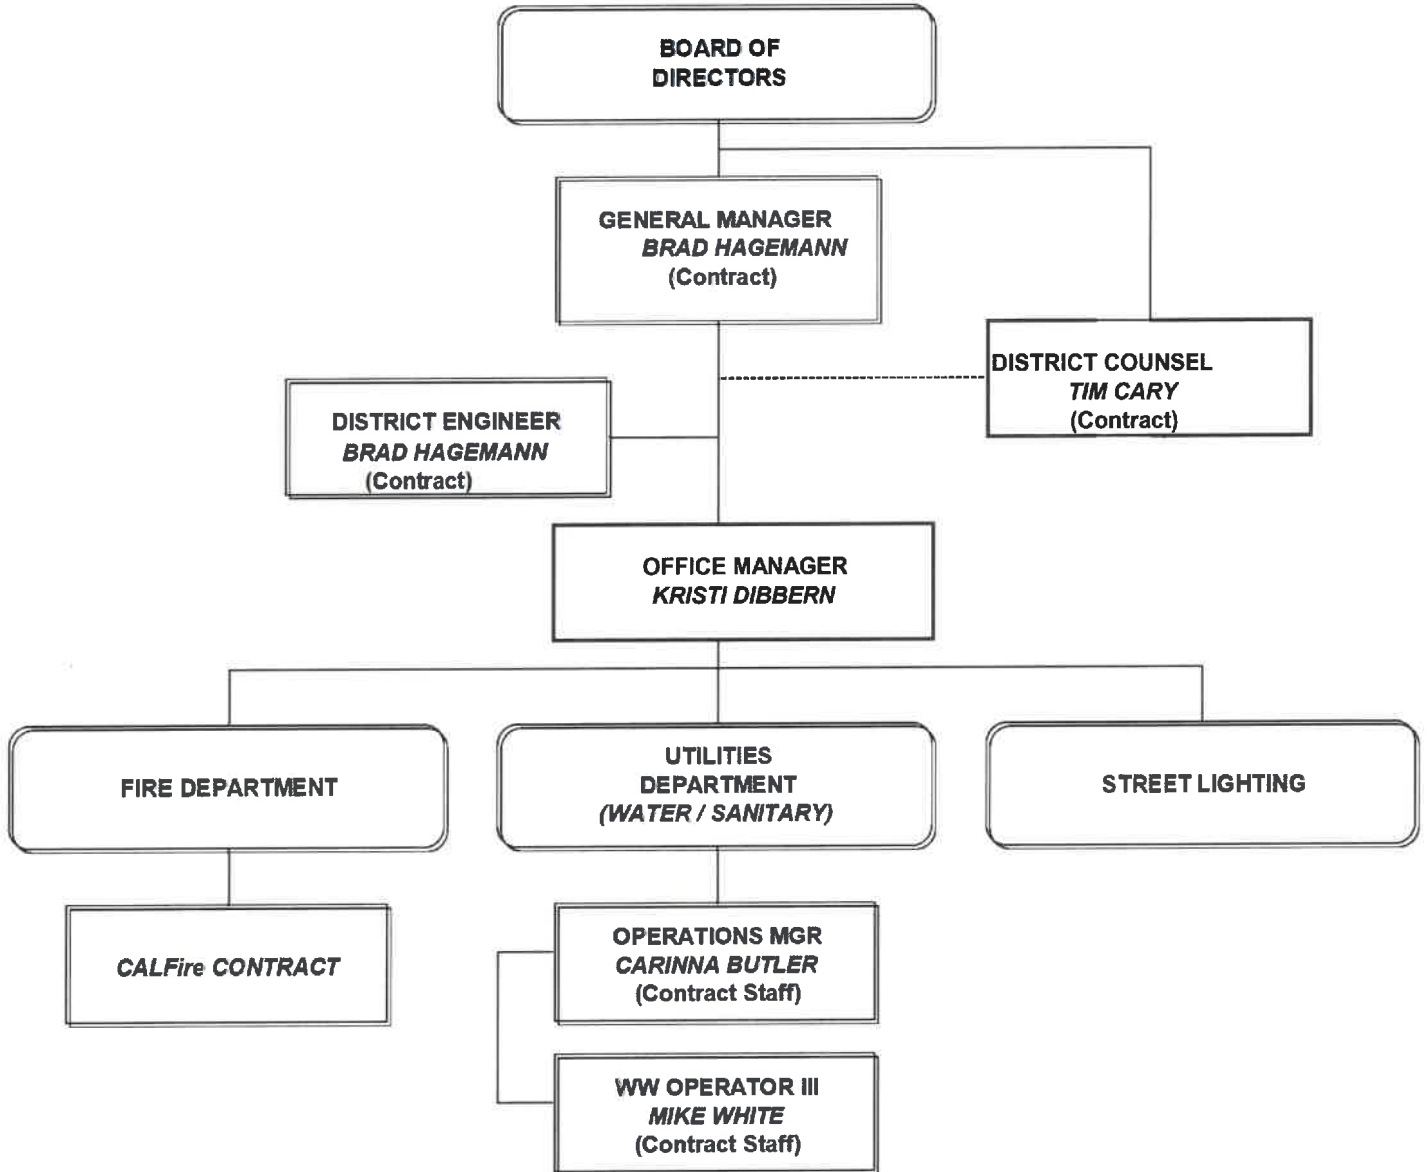 BOARD OF
DIRECTORS
GENERAL MANAGER
BRAD HAGEMANN
(Contract)
DISTRICT COUNSEL
TIM CARY
(Contract)
DISTRICT ENGINEER
BRAD HAGEMANN
(Contract)
OFFICE MANAGER
KRISTI DIBBERN
FIRE DEPARTMENT
UTILITIES
DEPARTMENT
(WATER / SANITARY)
STREET LIGHTING
CALFire CONTRACT
OPERATIONS MGR
CARINNA BUTLER
(Contract Staff)
WW OPERATOR III
MIKE WHITE
(Contract Staff)